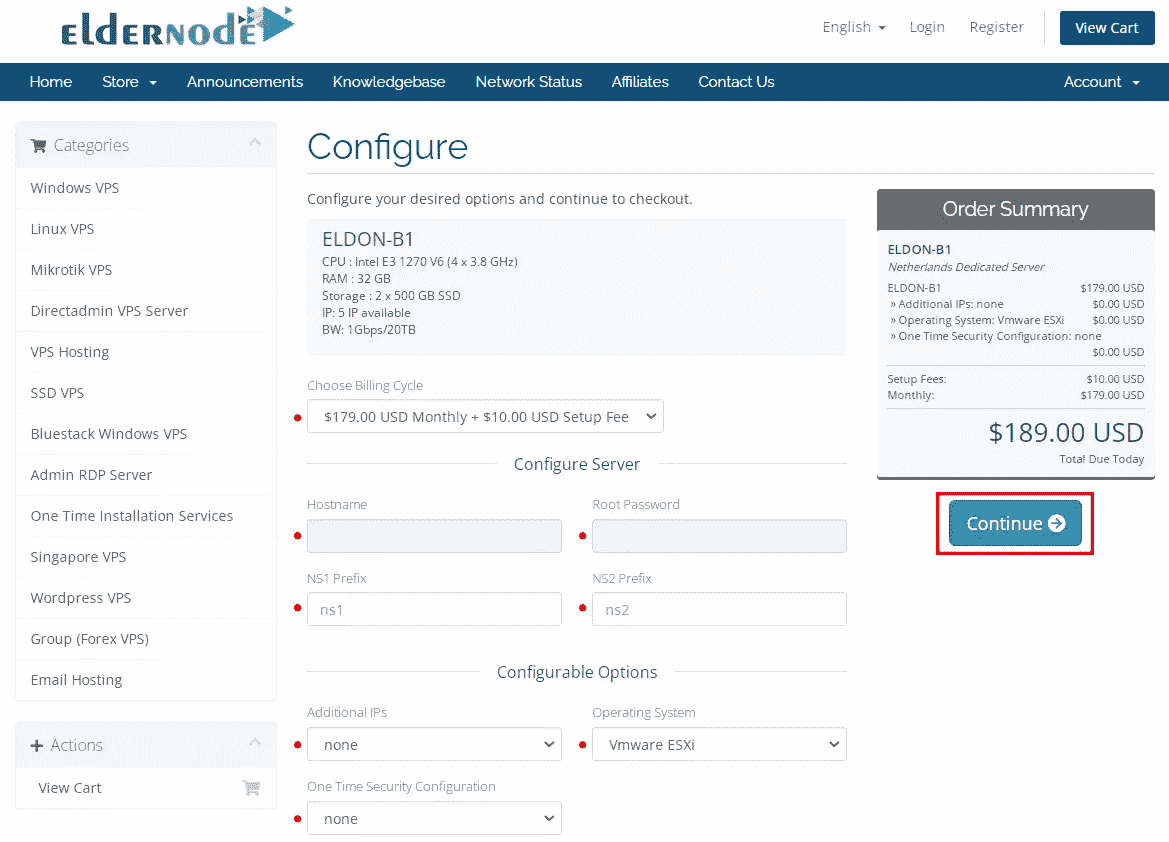 ELDERNODE
English
Login
Register
View Cart
Home
Store
Announcements
Knowledgebase
Network Status
Affiliates
Contact Us
Account
Categories
Windows VPS
Linux VPS
Mikrotik VPS
Directadmin VPS Server
VPS Hosting
SSD VPS
Bluestack Windows VPS
Admin RDP Server
One Time Installation Services
Singapore VPS
Wordpress VPS
Group (Forex VPS)
Email Hosting
Actions
View Cart
Configure
Configure your desired options and continue to checkout.
ELDON-B1
CPU : Intel E3 1270 V6 (4 x 3.8 GHz)
RAM : 32 GB
Storage : 2 x 500 GB SSD
IP: 5 IP available
BW: 1Gbps/20TB
Choose Billing Cycle
$179.00 USD Monthly + $10.00 USD Setup Fee
Configure Server
Hostname
Root Password
NS1 Prefix
NS2 Prefix
ns1
ns2
Configurable Options
Additional IPs
Operating System
none
Vmware ESXi
One Time Security Configuration
none
Order Summary
ELDON-B1
Netherlands Dedicated Server
ELDON-B1 $179.00 USD
» Additional IPs: none $0.00 USD
» Operating System: Vmware ESXi $0.00 USD
» One Time Security Configuration: none
$0.00 USD
Setup Fees: $10.00 USD
Monthly: $179.00 USD
$189.00 USD
Total Due Today
Continue